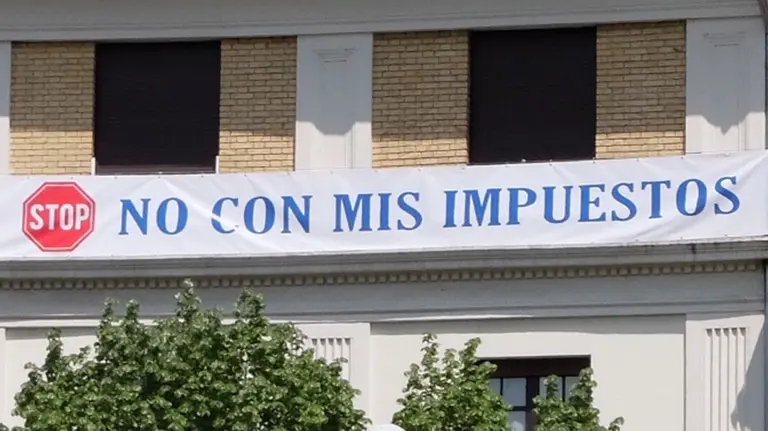 STOP NO CON MIS IMPUESTOS